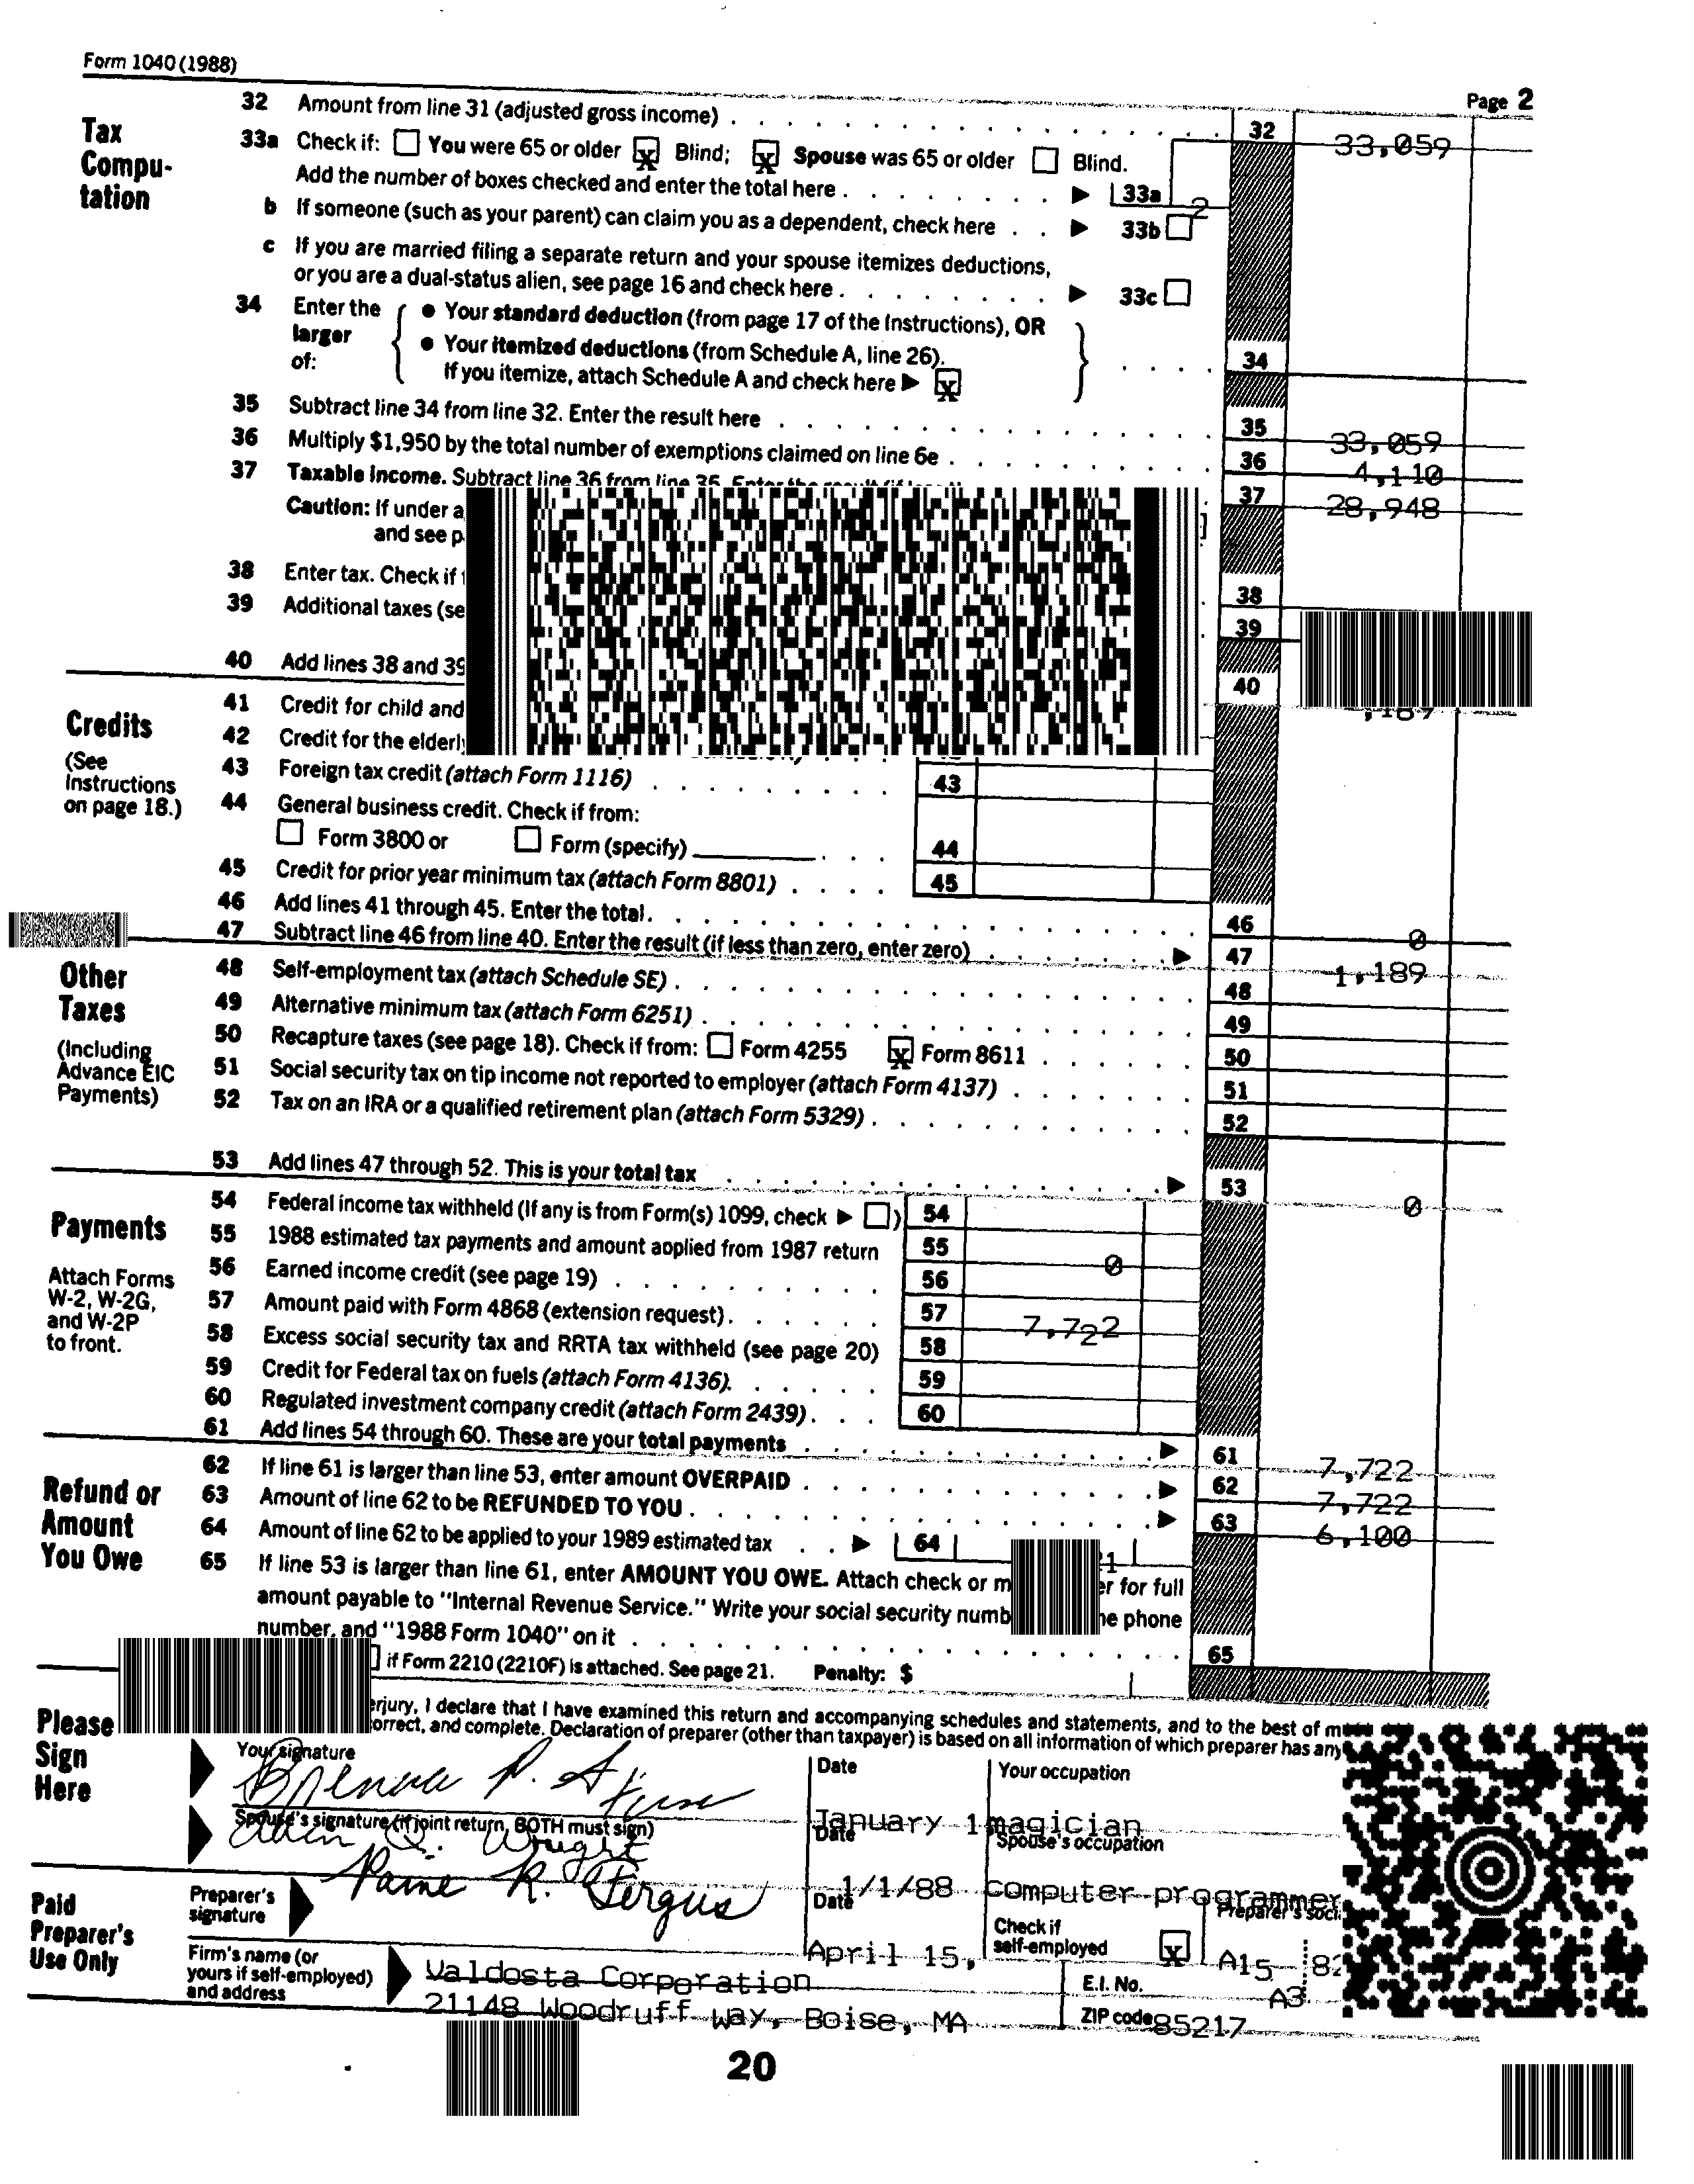 Form 1040 (1988)
Page 2
Tax Compu- tation
32 Amount from line 31 (adjusted gross income) 32 33,059
33a Check if: You were 65 or older X Blind; X Spouse was 65 or older Blind.
Add the number of boxes checked and enter the total here 33a 2
b If someone (such as your parent) can claim you as a dependent, check here 33b
c If you are married filing a separate return and your spouse itemizes deductions,
or you are a dual-status alien, see page 16 and check here 33c
34 Enter the larger of: { • Your standard deduction (from page 17 of the Instructions), OR
• Your itemized deductions (from Schedule A, line 26).
If you itemize, attach Schedule A and check here X } 34
35 Subtract line 34 from line 32. Enter the result here 35 33,059
36 Multiply $1,950 by the total number of exemptions claimed on line 6e 36 4,110
37 Taxable income. Subtract line 36 from line 35. Enter the result 37 28,948
Caution: If under a
and see p
38 Enter tax. Check if 38
39 Additional taxes (se 39
40 Add lines 38 and 39 40
Credits
(See Instructions on page 18.)
41 Credit for child and
42 Credit for the elderly
43 Foreign tax credit (attach Form 1116) 43
44 General business credit. Check if from:
Form 3800 or Form (specify) 44
45 Credit for prior year minimum tax (attach Form 8801) 45
46 Add lines 41 through 45. Enter the total 46 0
47 Subtract line 46 from line 40. Enter the result (if less than zero, enter zero) 47 1,189
Other Taxes
(Including Advance EIC Payments)
48 Self-employment tax (attach Schedule SE) 48
49 Alternative minimum tax (attach Form 6251) 49
50 Recapture taxes (see page 18). Check if from: Form 4255 X Form 8611 50
51 Social security tax on tip income not reported to employer (attach Form 4137) 51
52 Tax on an IRA or a qualified retirement plan (attach Form 5329) 52
53 Add lines 47 through 52. This is your total tax 53 0
Payments
Attach Forms W-2, W-2G, and W-2P to front.
54 Federal income tax withheld (If any is from Form(s) 1099, check ) 54
55 1988 estimated tax payments and amount applied from 1987 return 55 0
56 Earned income credit (see page 19) 56
57 Amount paid with Form 4868 (extension request) 57 7,722
58 Excess social security tax and RRTA tax withheld (see page 20) 58
59 Credit for Federal tax on fuels (attach Form 4136) 59
60 Regulated investment company credit (attach Form 2439) 60
61 Add lines 54 through 60. These are your total payments 61 7,722
Refund or Amount You Owe
62 If line 61 is larger than line 53, enter amount OVERPAID 62 7,722
63 Amount of line 62 to be REFUNDED TO YOU 63 6,100
64 Amount of line 62 to be applied to your 1989 estimated tax 64
65 If line 53 is larger than line 61, enter AMOUNT YOU OWE. Attach check or m er for full
amount payable to "Internal Revenue Service." Write your social security numb e phone
number, and "1988 Form 1040" on it 65
if Form 2210 (2210F) is attached. See page 21. Penalty: $
Please Sign Here
erjury, I declare that I have examined this return and accompanying schedules and statements, and to the best of m
orrect, and complete. Declaration of preparer (other than taxpayer) is based on all information of which preparer has any
Your signature Date Your occupation
January 1 magician
Spouse's signature (if joint return, BOTH must sign) Date Spouse's occupation
1/1/88 computer programmer
Paid Preparer's Use Only
Preparer's signature Paine R. Fergus Date April 15, Check if self-employed X Preparer's soci A15 82
Firm's name (or yours if self-employed) and address Valdosta Corporation E.I. No. A3
21148 Woodruff Way, Boise, MA ZIP code 85217
20